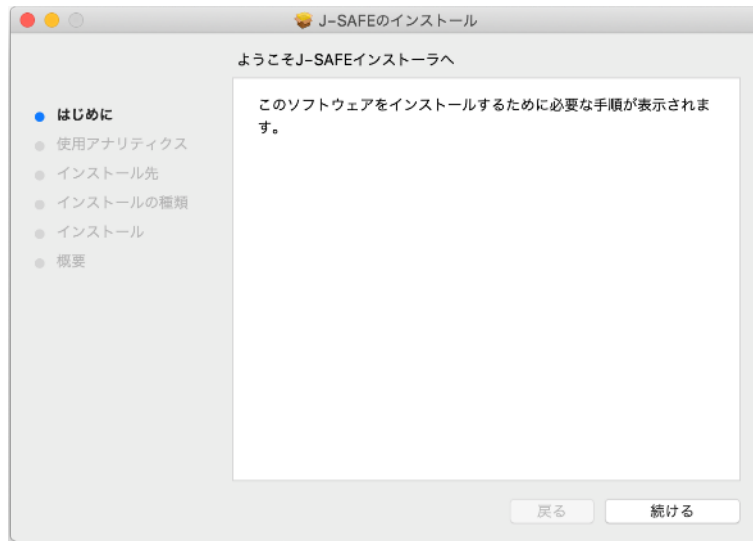 J-SAFEのインストール
ようこそJ-SAFEインストーラへ
はじめに
使用アナリティクス
インストール先
インストールの種類
インストール
概要
このソフトウェアをインストールするために必要な手順が表示されま
す。
戻る
続ける